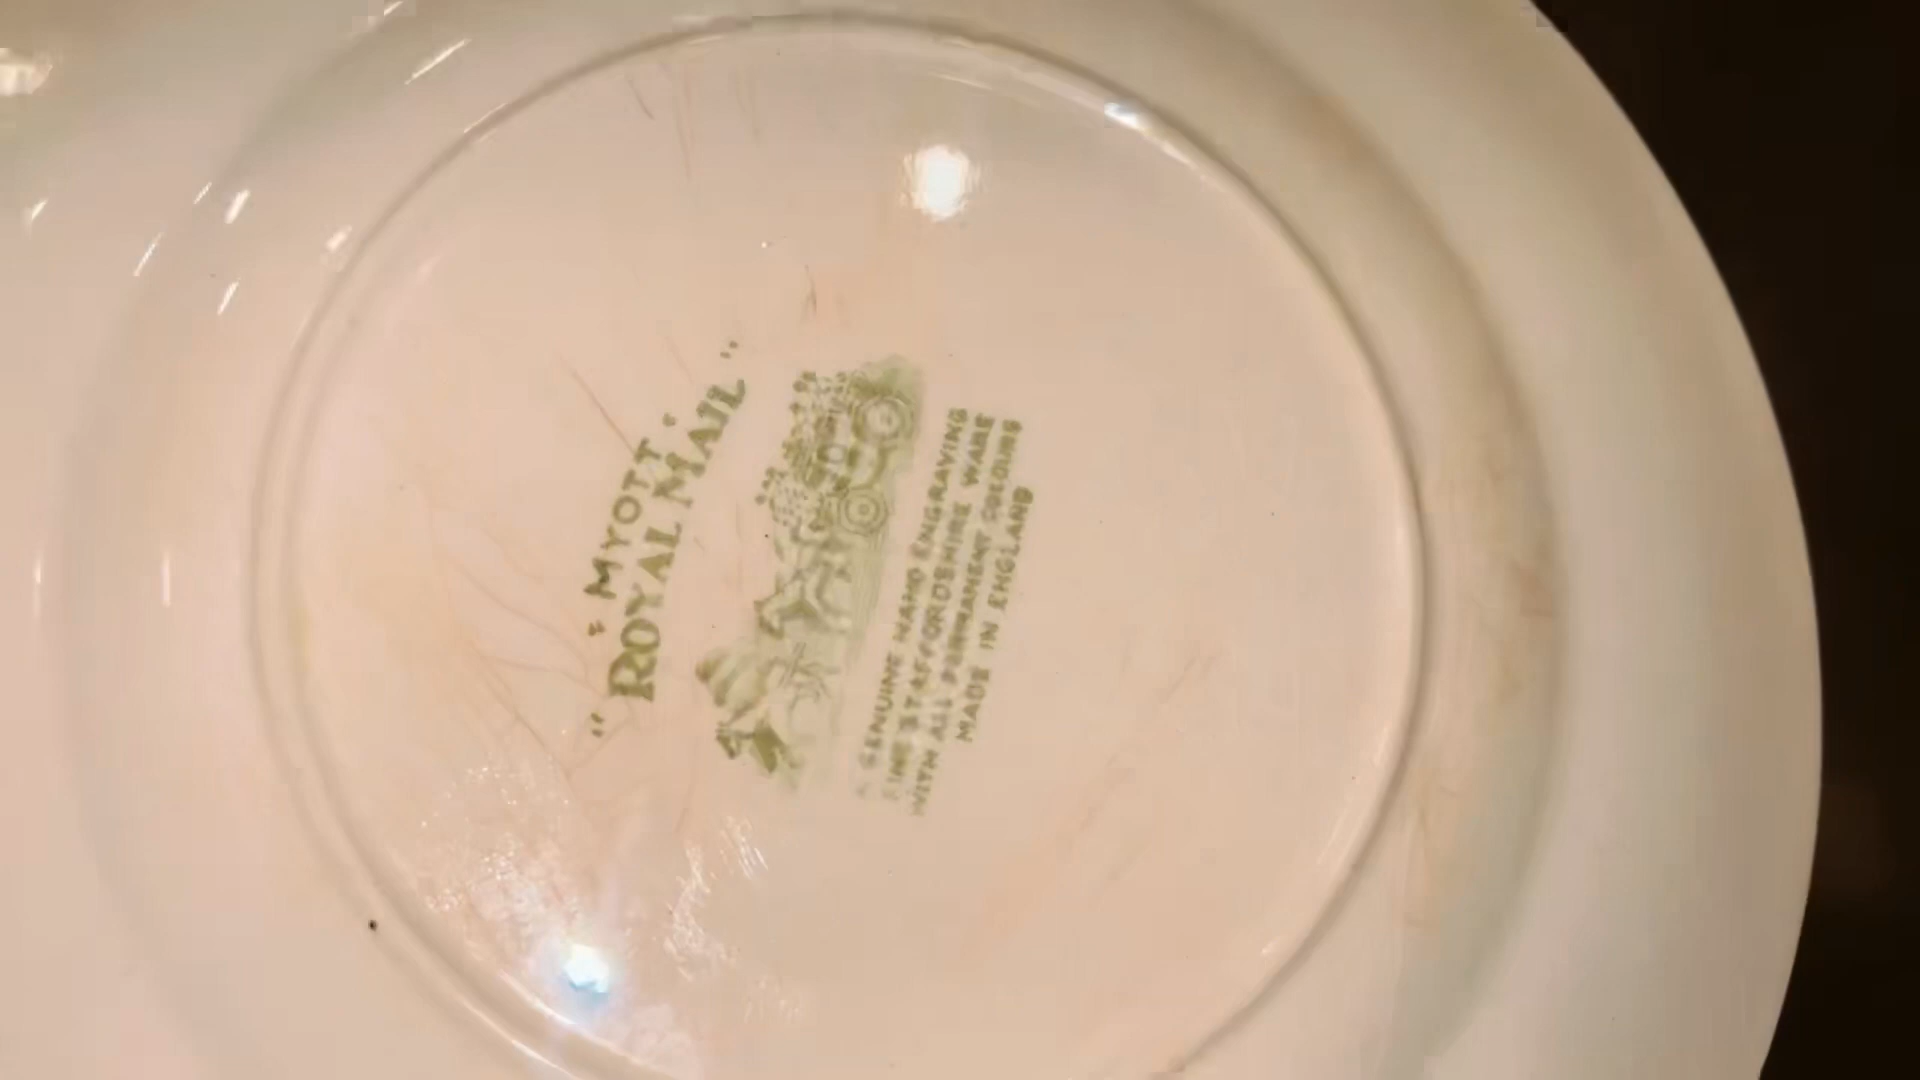 "MYOTT"
"ROYAL MAIL"
A GENUINE HAND ENGRAVING
FINE STAFFORDSHIRE WARE
WITH ALL PERMANENT COLOURS
MADE IN ENGLAND